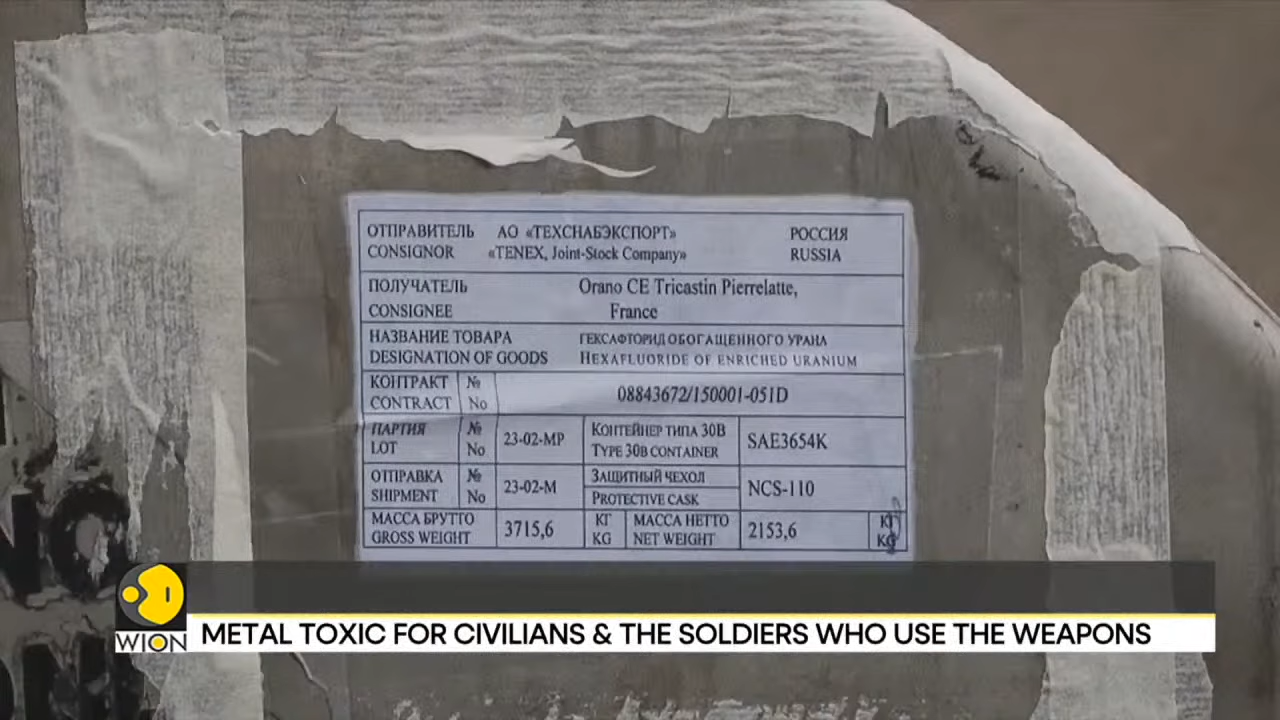 ОТПРАВИТЕЛЬ АО «ТЕХСНАБЭКСПОРТ» РОССИЯ
CONSIGNOR «TENEX, Joint-Stock Company» RUSSIA
ПОЛУЧАТЕЛЬ Orano CE Tricastin Pierrelatte,
CONSIGNEE France
НАЗВАНИЕ ТОВАРА ГЕКСАФТОРИД ОБОГАЩЕННОГО УРАНА
DESIGNATION OF GOODS HEXAFLUORIDE OF ENRICHED URANIUM
КОНТРАКТ №
CONTRACT No 08843672/150001-051D
ПАРТИЯ № КОНТЕЙНЕР ТИПА 30В
LOT No 23-02-MP TYPE 30B CONTAINER SAE3654K
ОТПРАВКА № ЗАЩИТНЫЙ ЧЕХОЛ
SHIPMENT No 23-02-M PROTECTIVE CASK NCS-110
МАССА БРУТТО КГ МАССА НЕТТО КГ
GROSS WEIGHT 3715,6 KG NET WEIGHT 2153,6 KG
WION
METAL TOXIC FOR CIVILIANS & THE SOLDIERS WHO USE THE WEAPONS